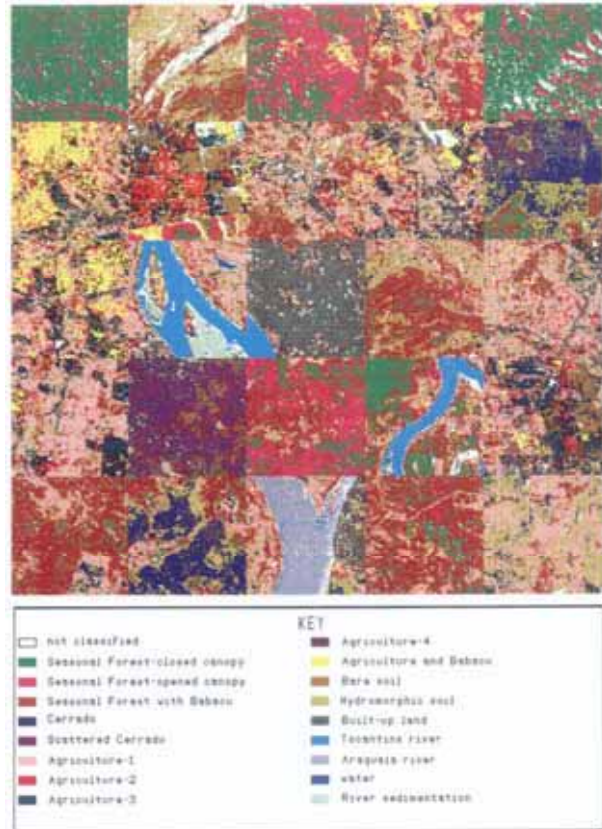 KEY
not classified
Seasonal Forest-closed canopy
Seasonal Forest-opened canopy
Seasonal Forest with Babacu
Cerrado
Scattered Cerrado
Agriculture-1
Agriculture-2
Agriculture-3
Agriculture-4
Agriculture and Babacu
Bare soil
Hydromorphic soil
Built-up land
Tocantins river
Araguaia river
water
River sedimentation